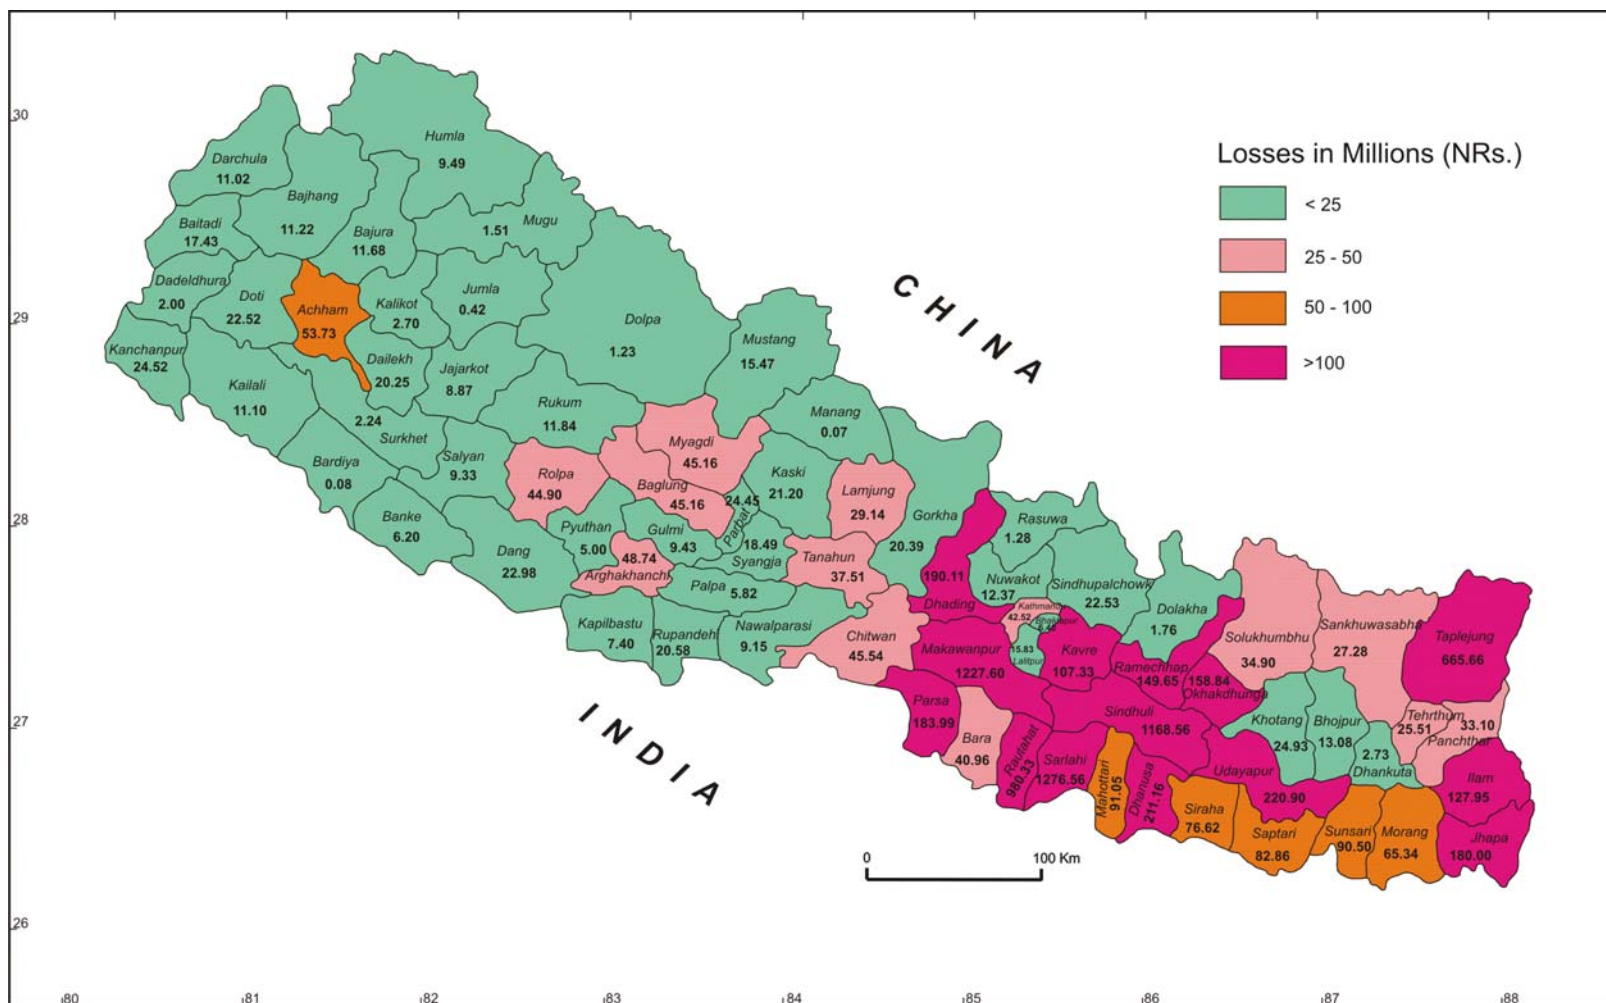 30
29
28
27
26
80
81
82
83
84
85
86
87
88
Losses in Millions (NRs.)
< 25
25 - 50
50 - 100
>100
CHINA
INDIA
0
100 Km
Humla
9.49
Darchula
11.02
Bajhang
11.22
Baitadi
17.43
Bajura
11.68
Mugu
1.51
Dadeldhura
2.00
Doti
22.52
Achham
53.73
Kalikot
2.70
Jumla
0.42
Dolpa
1.23
Mustang
15.47
Kanchanpur
24.52
Kailali
11.10
Dailekh
20.25
Jajarkot
8.87
Rukum
11.84
Manang
0.07
2.24
Surkhet
Salyan
9.33
Bardiya
0.08
Rolpa
44.90
Myagdi
45.16
Baglung
45.16
24.45
Parbat
Kaski
21.20
Lamjung
29.14
Gorkha
20.39
Banke
6.20
Dang
22.98
Pyuthan
5.00
Gulmi
9.43
18.49
Syangja
Tanahun
37.51
48.74
Arghakhanchi
Palpa
5.82
Kapilbastu
7.40
Rupandehi
20.58
Nawalparasi
9.15
Chitwan
45.54
190.11
Dhading
Rasuwa
1.28
Nuwakot
12.37
Sindhupalchowk
22.53
Dolakha
1.76
Kathmandu
42.52
Bhaktapur
15.83
Lalitpur
Kavre
107.33
Makawanpur
1227.60
Ramechhap
149.65
158.84
Okhakdhunga
Solukhumbu
34.90
Sankhuwasabha
27.28
Taplejung
665.66
Parsa
183.99
Bara
40.96
Rautahat
980.33
Sarlahi
1276.56
Sindhuli
1168.56
Mahottari
91.05
Dhanusa
211.16
Khotang
24.93
Bhojpur
13.08
2.73
Dhankuta
Tehrthum
25.51
33.10
Panchthar
Udayapur
220.90
Siraha
76.62
Saptari
82.86
Sunsari
90.50
Morang
65.34
Ilam
127.95
Jhapa
180.00